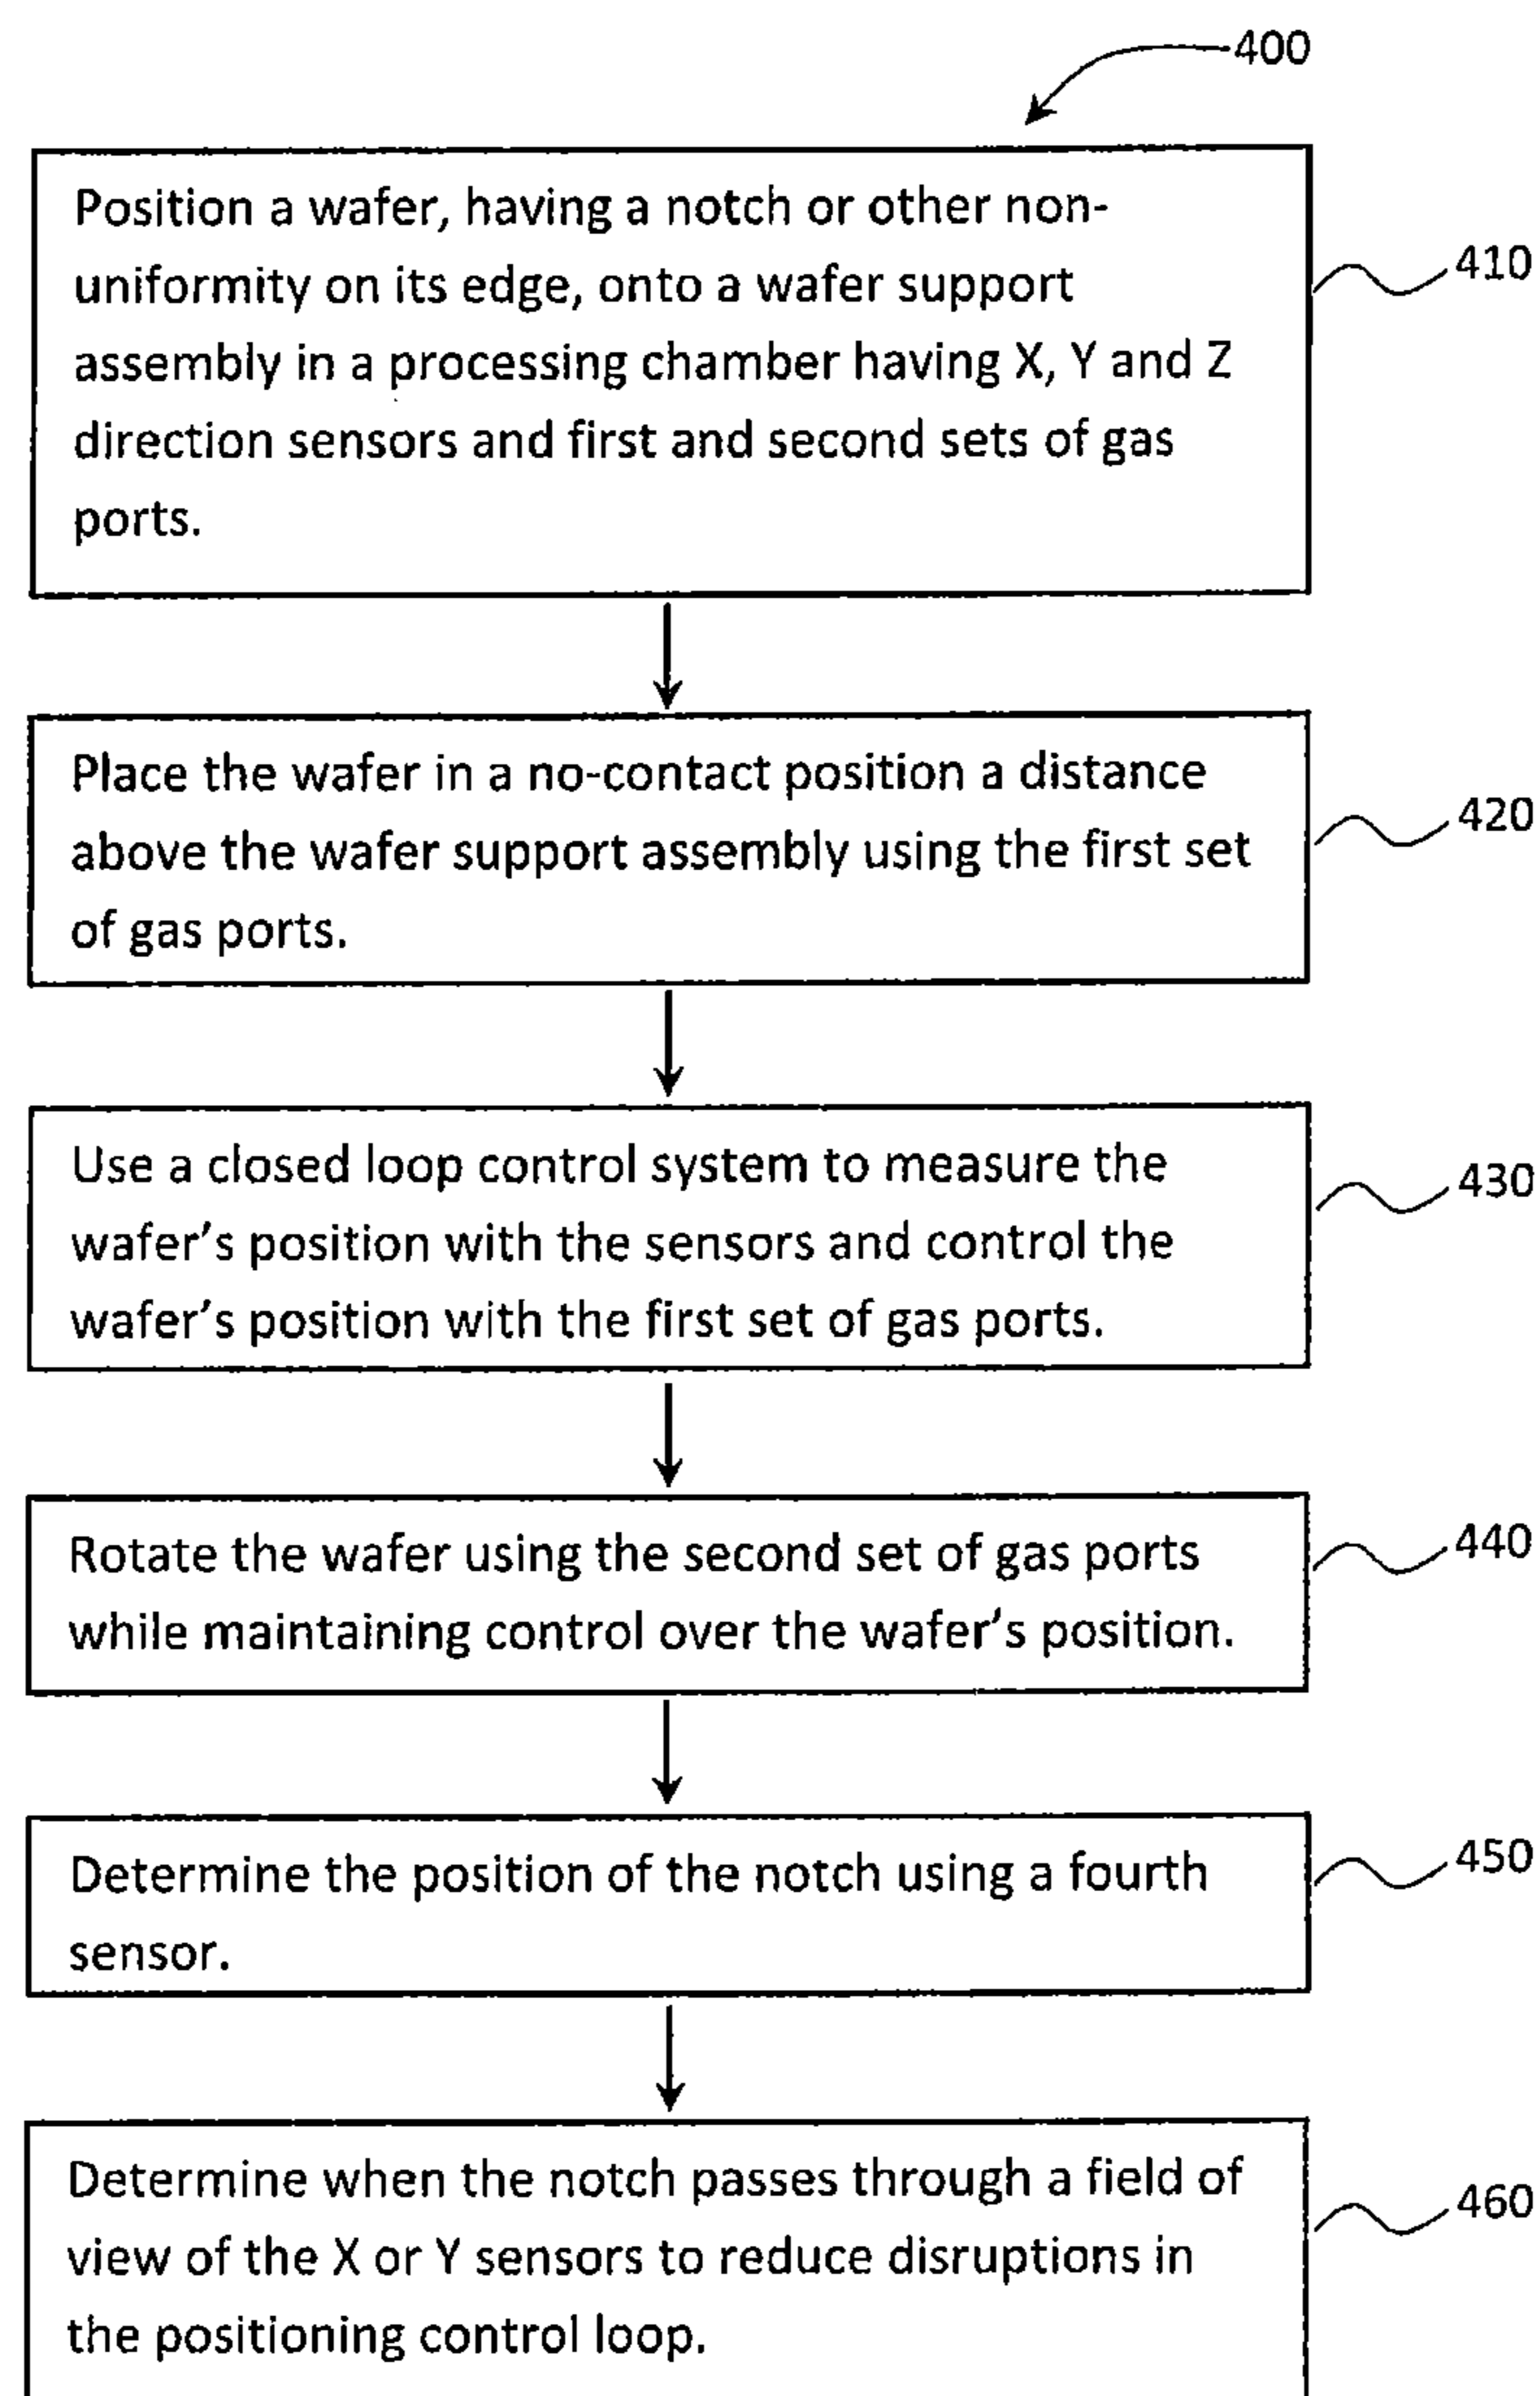 400
Position a wafer, having a notch or other non-
uniformity on its edge, onto a wafer support
assembly in a processing chamber having X, Y and Z
direction sensors and first and second sets of gas
ports.
410
Place the wafer in a no-contact position a distance
above the wafer support assembly using the first set
of gas ports.
420
Use a closed loop control system to measure the
wafer's position with the sensors and control the
wafer's position with the first set of gas ports.
430
Rotate the wafer using the second set of gas ports
while maintaining control over the wafer's position.
440
Determine the position of the notch using a fourth
sensor.
450
Determine when the notch passes through a field of
view of the X or Y sensors to reduce disruptions in
the positioning control loop.
460